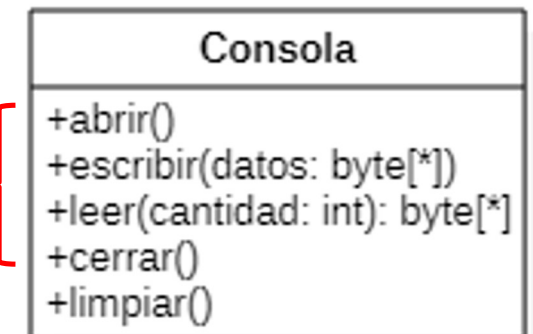 Consola
+abrir()
+escribir(datos: byte[*])
+leer(cantidad: int): byte[*]
+cerrar()
+limpiar()